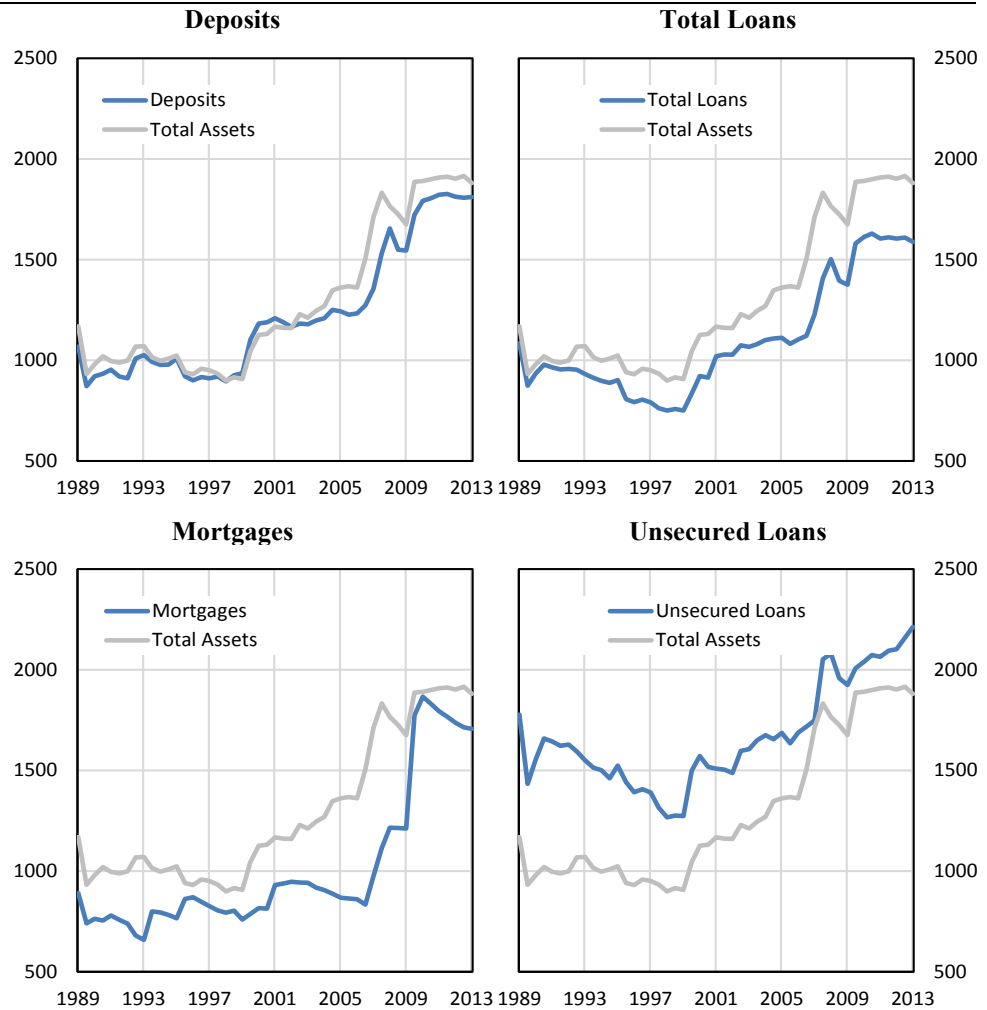 Deposits Total Loans
2500 2500
Deposits Total Loans
Total Assets Total Assets
2000 2000
1500 1500
1000 1000
500 500
1989 1993 1997 2001 2005 2009 2013 1989 1993 1997 2001 2005 2009 2013
Mortgages Unsecured Loans
2500 2500
Mortgages Unsecured Loans
Total Assets Total Assets
2000 2000
1500 1500
1000 1000
500 500
1989 1993 1997 2001 2005 2009 2013 1989 1993 1997 2001 2005 2009 2013